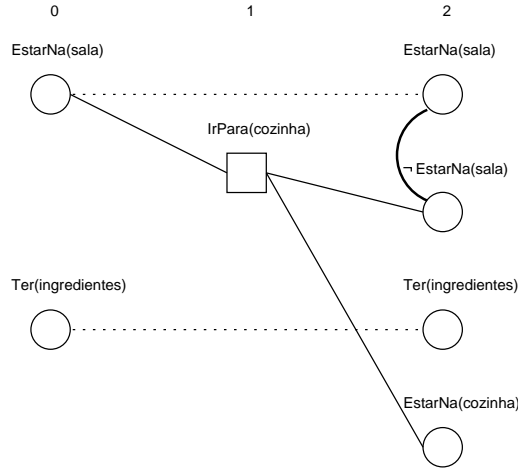 0 1 2
EstarNa(sala) EstarNa(sala)
IrPara(cozinha)
¬ EstarNa(sala)
Ter(ingredientes) Ter(ingredientes)
EstarNa(cozinha)